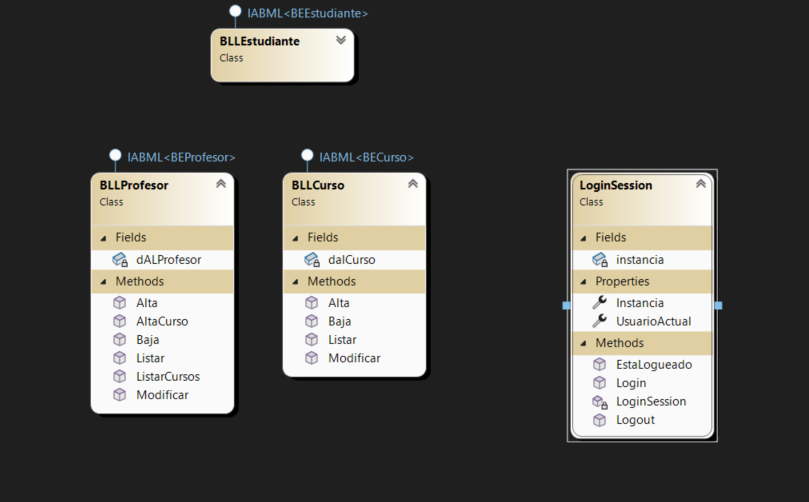 IABML<BEEstudiante>
BLLEstudiante
Class
IABML<BEProfesor>
BLLProfesor
Class
Fields
dALProfesor
Methods
Alta
AltaCurso
Baja
Listar
ListarCursos
Modificar
IABML<BECurso>
BLLCurso
Class
Fields
dalCurso
Methods
Alta
Baja
Listar
Modificar
LoginSession
Class
Fields
instancia
Properties
Instancia
UsuarioActual
Methods
EstaLogueado
Login
LoginSession
Logout